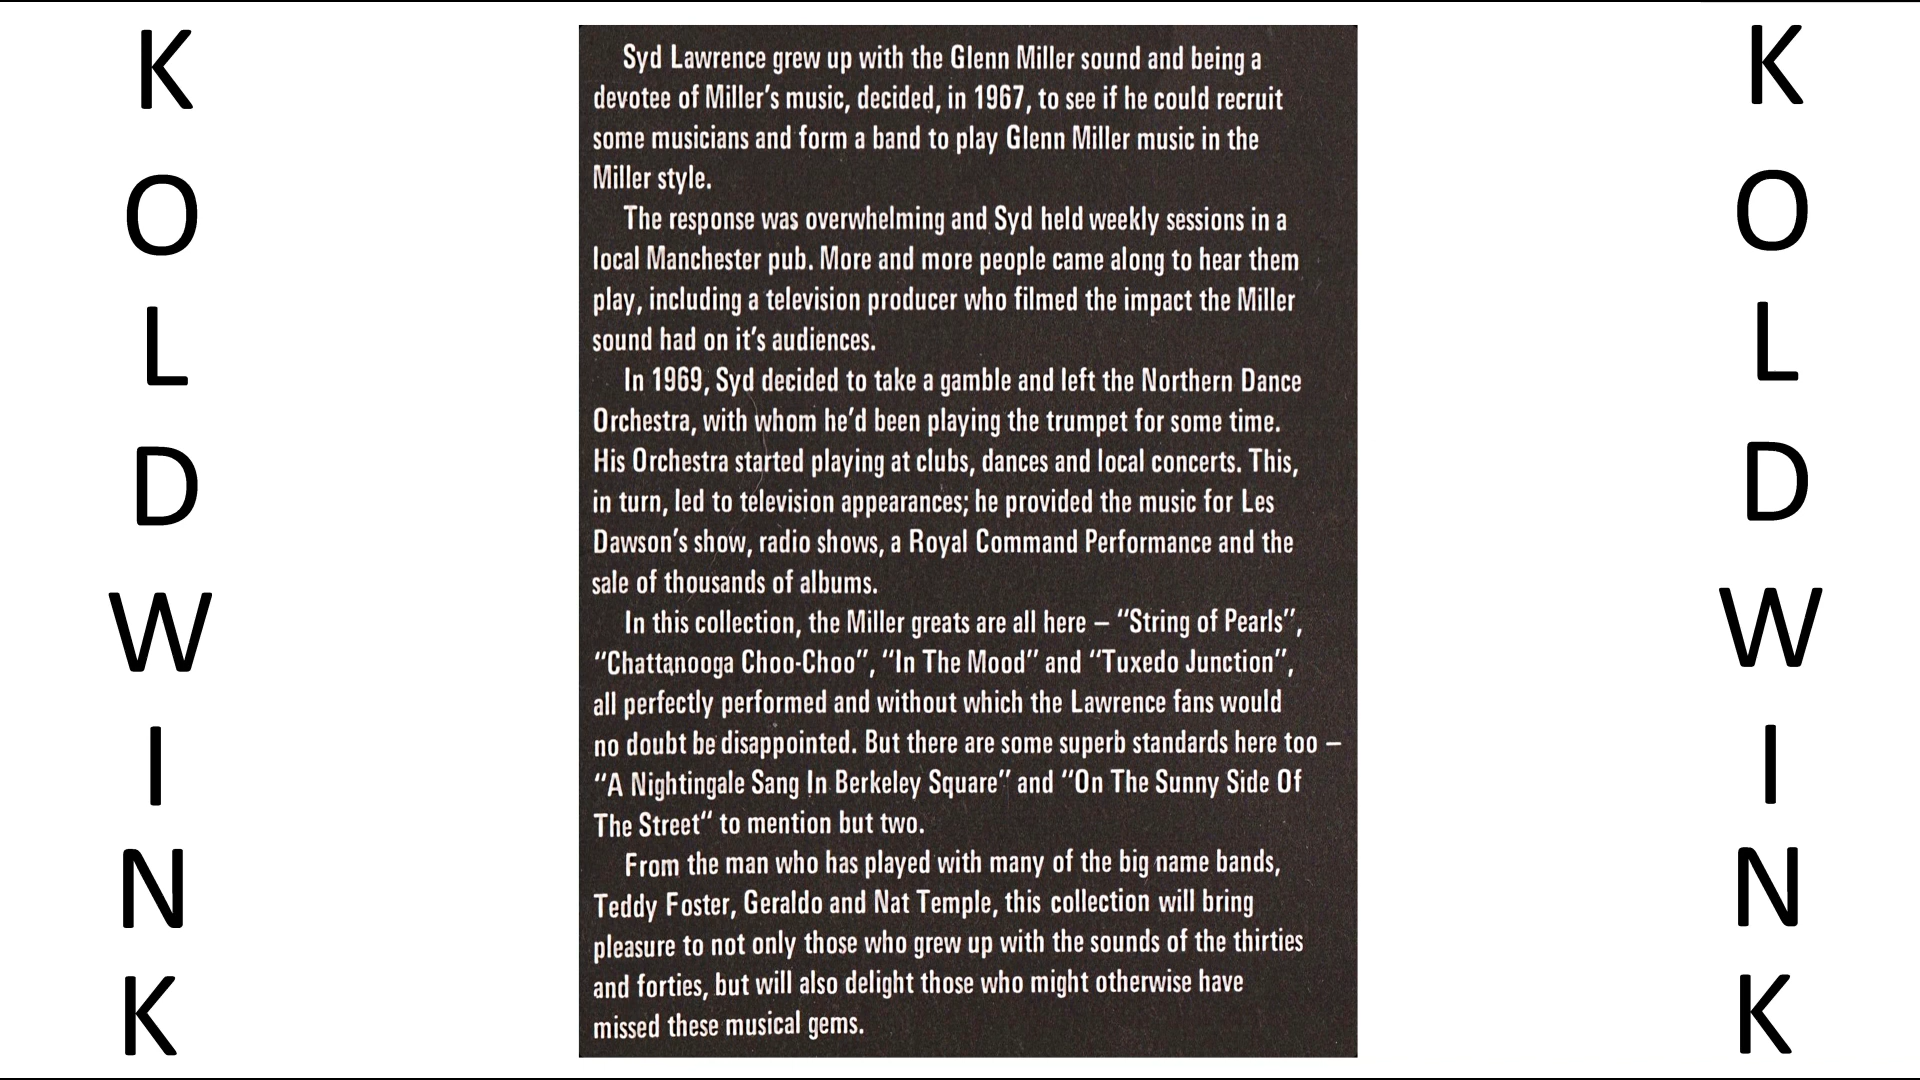 K
O
L
D
W
I
N
K
Syd Lawrence grew up with the Glenn Miller sound and being a
devotee of Miller's music, decided, in 1967, to see if he could recruit
some musicians and form a band to play Glenn Miller music in the
Miller style.
The response was overwhelming and Syd held weekly sessions in a
local Manchester pub. More and more people came along to hear them
play, including a television producer who filmed the impact the Miller
sound had on it's audiences.
In 1969, Syd decided to take a gamble and left the Northern Dance
Orchestra, with whom he'd been playing the trumpet for some time.
His Orchestra started playing at clubs, dances and local concerts. This,
in turn, led to television appearances; he provided the music for Les
Dawson's show, radio shows, a Royal Command Performance and the
sale of thousands of albums.
In this collection, the Miller greats are all here – "String of Pearls",
"Chattanooga Choo-Choo", "In The Mood" and "Tuxedo Junction",
all perfectly performed and without which the Lawrence fans would
no doubt be disappointed. But there are some superb standards here too –
"A Nightingale Sang In Berkeley Square" and "On The Sunny Side Of
The Street" to mention but two.
From the man who has played with many of the big name bands,
Teddy Foster, Geraldo and Nat Temple, this collection will bring
pleasure to not only those who grew up with the sounds of the thirties
and forties, but will also delight those who might otherwise have
missed these musical gems.
K
O
L
D
W
I
N
K